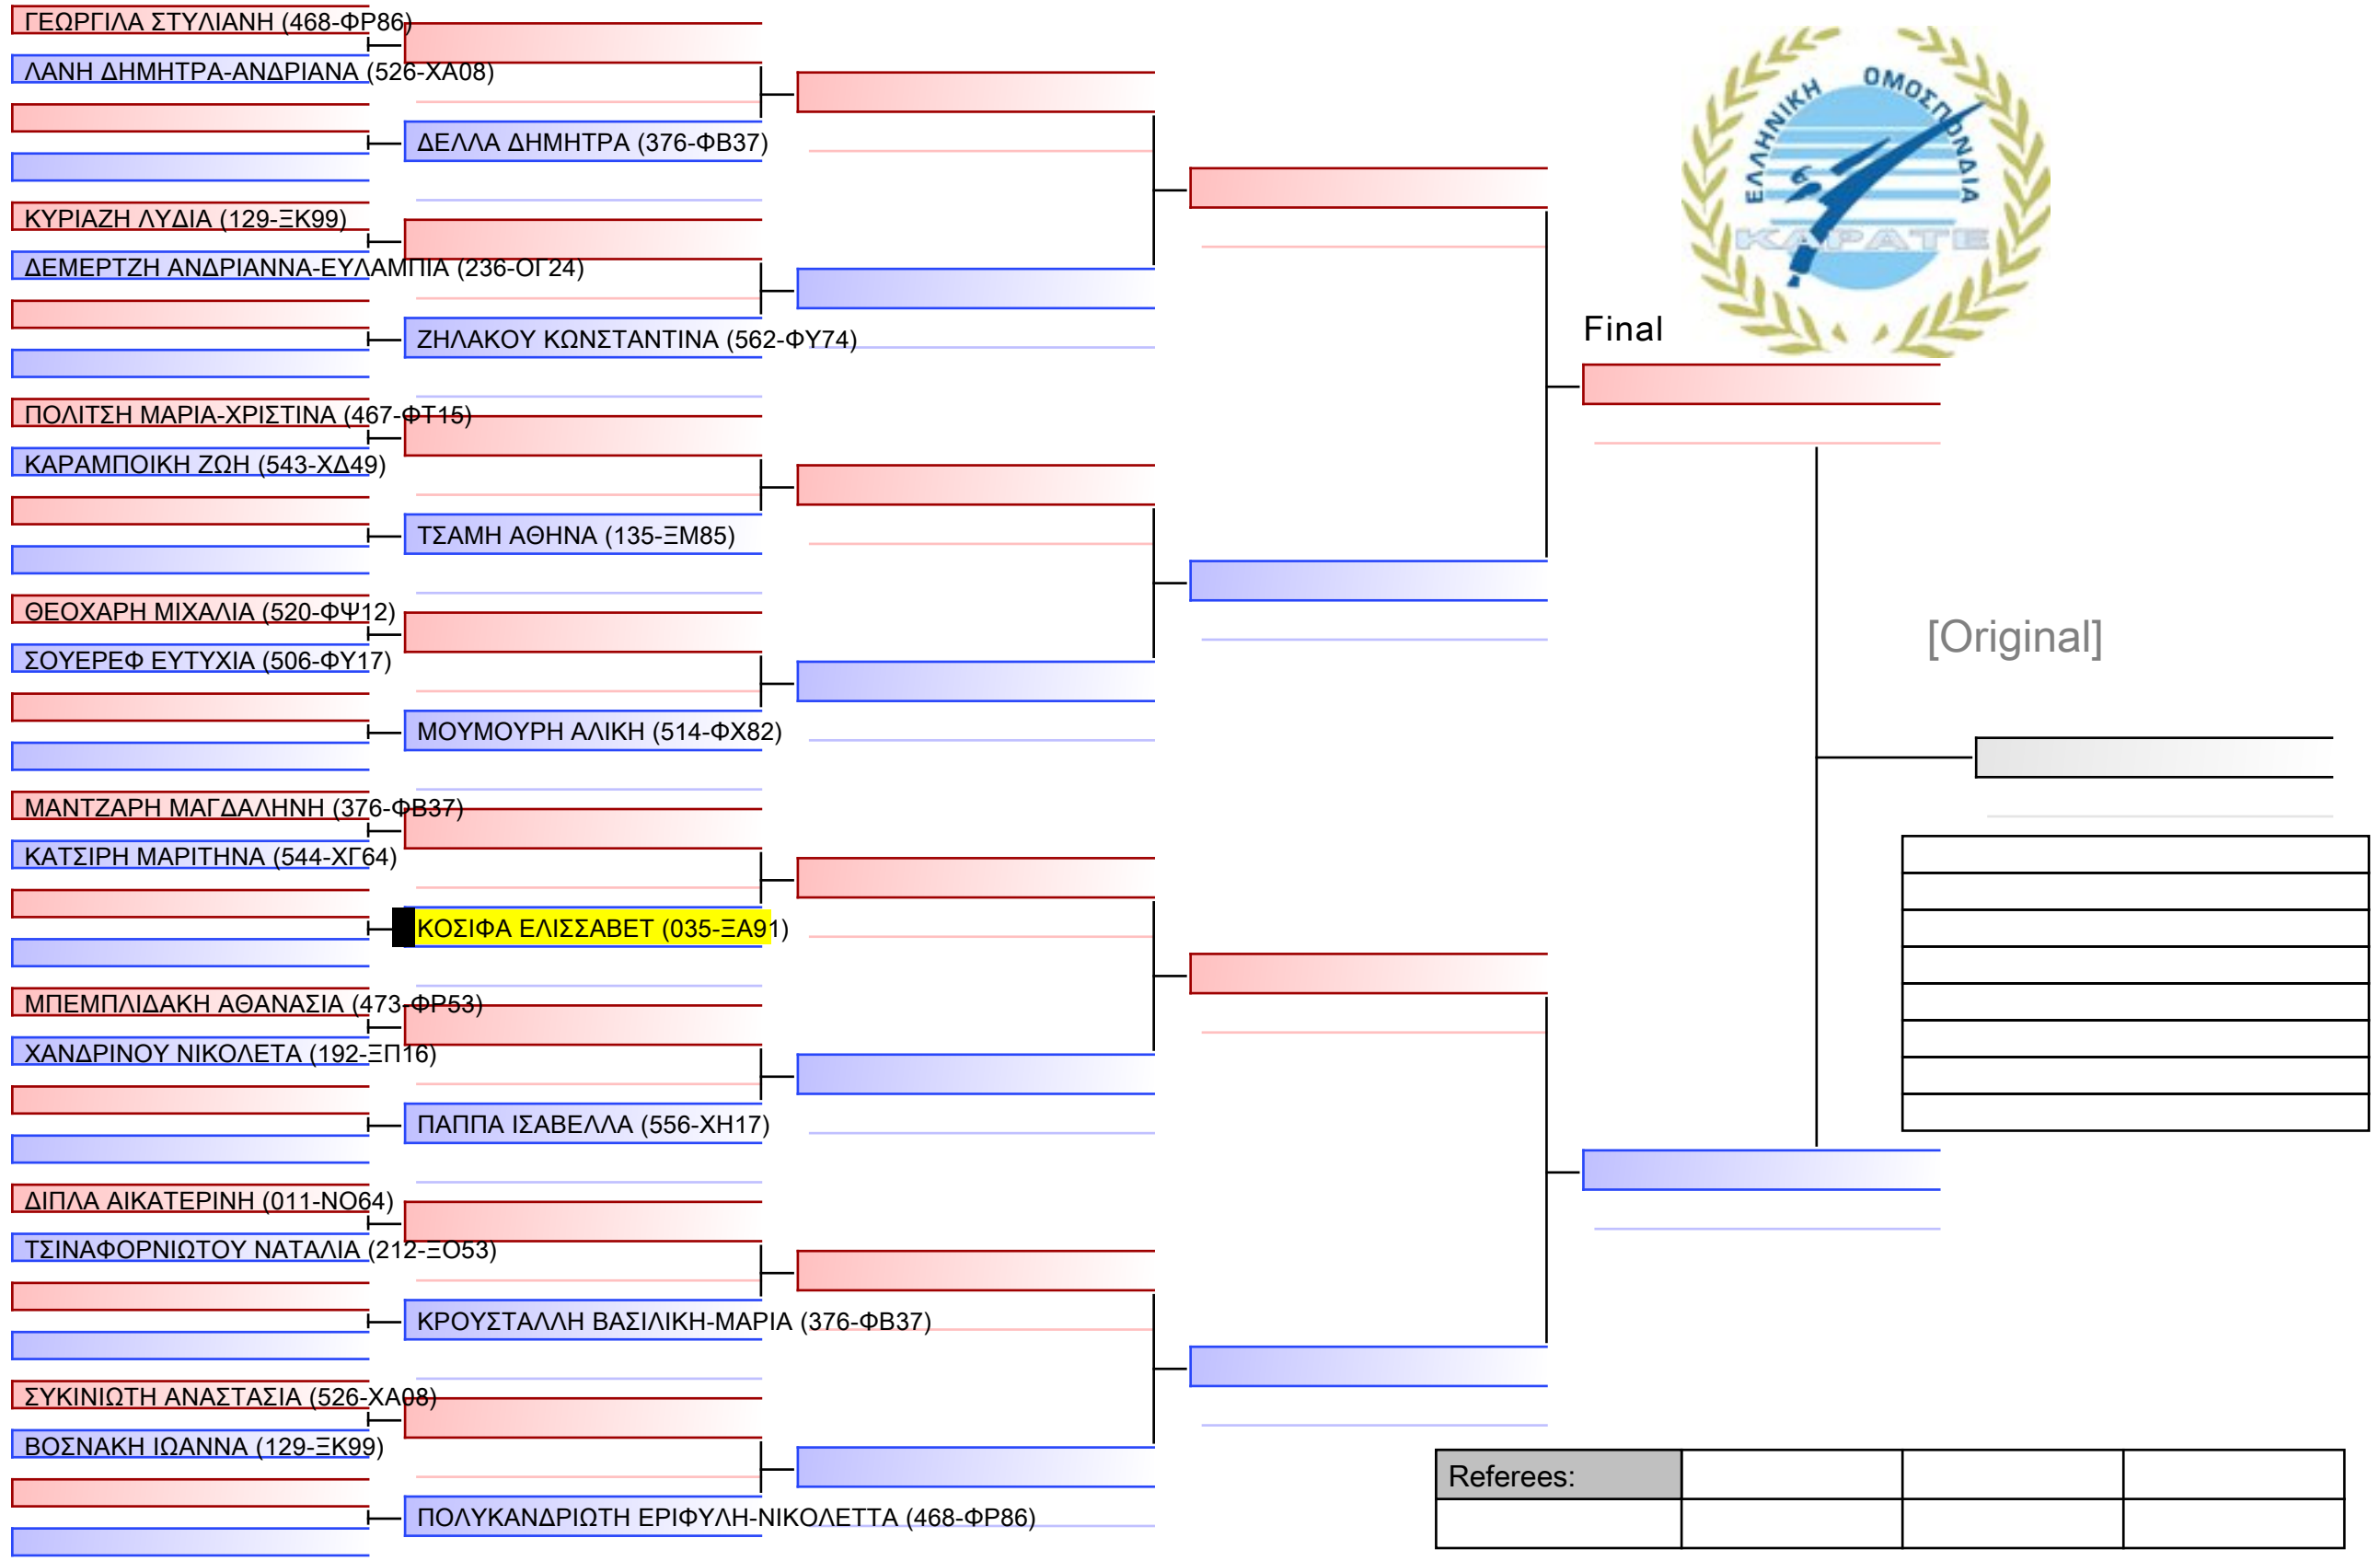 ΓΕΩΡΓΙΛΑ ΣΤΥΛΙΑΝΗ (468-ΦΡ86)
ΛΑΝΗ ΔΗΜΗΤΡΑ-ΑΝΔΡΙΑΝΑ (526-ΧΑ08)
ΔΕΛΛΑ ΔΗΜΗΤΡΑ (376-ΦΒ37)
ΚΥΡΙΑΖΗ ΛΥΔΙΑ (129-ΞΚ99)
ΔΕΜΕΡΤΖΗ ΑΝΔΡΙΑΝΝΑ-ΕΥΛΑΜΠΙΑ (236-ΟΓ24)
ΖΗΛΑΚΟΥ ΚΩΝΣΤΑΝΤΙΝΑ (562-ΦΥ74)
ΠΟΛΙΤΣΗ ΜΑΡΙΑ-ΧΡΙΣΤΙΝΑ (467-ΦΤ15)
ΚΑΡΑΜΠΟΙΚΗ ΖΩΗ (543-ΧΔ49)
ΤΣΑΜΗ ΑΘΗΝΑ (135-ΞΜ85)
ΘΕΟΧΑΡΗ ΜΙΧΑΛΙΑ (520-ΦΨ12)
ΣΟΥΕΡΕΦ ΕΥΤΥΧΙΑ (506-ΦΥ17)
ΜΟΥΜΟΥΡΗ ΑΛΙΚΗ (514-ΦΧ82)
ΜΑΝΤΖΑΡΗ ΜΑΓΔΑΛΗΝΗ (376-ΦΒ37)
ΚΑΤΣΙΡΗ ΜΑΡΙΤΗΝΑ (544-ΧΓ64)
ΚΟΣΙΦΑ ΕΛΙΣΣΑΒΕΤ (035-ΞΑ91)
ΜΠΕΜΠΛΙΔΑΚΗ ΑΘΑΝΑΣΙΑ (473-ΦΡ53)
ΧΑΝΔΡΙΝΟΥ ΝΙΚΟΛΕΤΑ (192-ΞΠ16)
ΠΑΠΠΑ ΙΣΑΒΕΛΛΑ (556-ΧΗ17)
ΔΙΠΛΑ ΑΙΚΑΤΕΡΙΝΗ (011-ΝΟ64)
ΤΣΙΝΑΦΟΡΝΙΩΤΟΥ ΝΑΤΑΛΙΑ (212-ΞΟ53)
ΚΡΟΥΣΤΑΛΛΗ ΒΑΣΙΛΙΚΗ-ΜΑΡΙΑ (376-ΦΒ37)
ΣΥΚΙΝΙΩΤΗ ΑΝΑΣΤΑΣΙΑ (526-ΧΑ08)
ΒΟΣΝΑΚΗ ΙΩΑΝΝΑ (129-ΞΚ99)
ΠΟΛΥΚΑΝΔΡΙΩΤΗ ΕΡΙΦΥΛΗ-ΝΙΚΟΛΕΤΤΑ (468-ΦΡ86)
ΕΛΛΗΝΙΚΗ ΟΜΟΣΠΟΝΔΙΑ
ΚΑΡΑΤΕ
Final
[Original]
Referees: